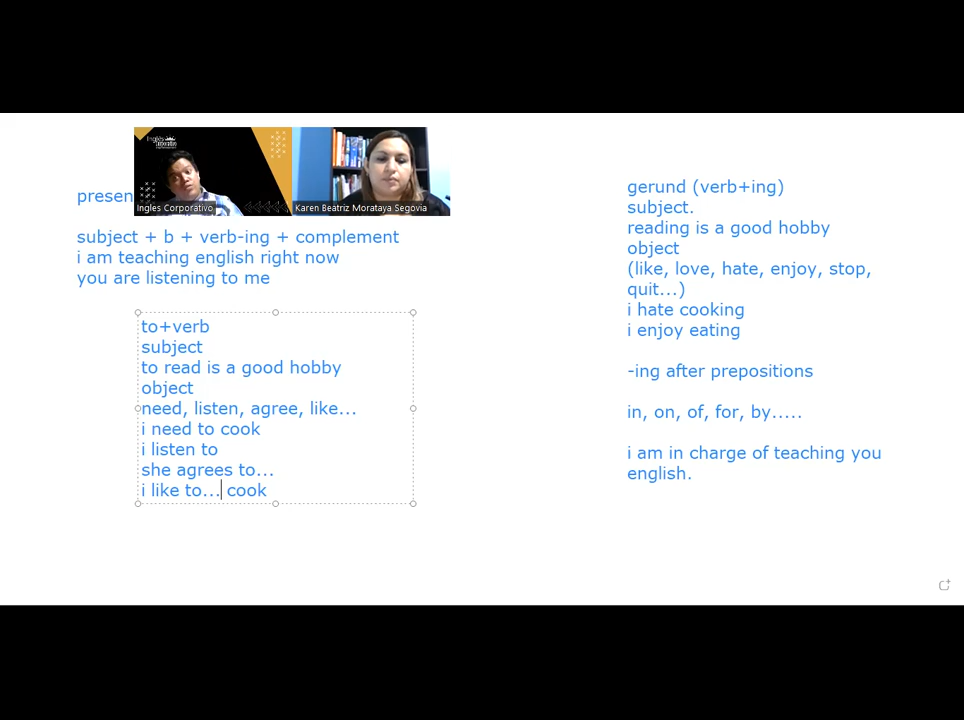 Inglés
Corporativo
Ingles Corporativo
Karen Beatriz Morataya Segovia
presen
subject + b + verb-ing + complement
i am teaching english right now
you are listening to me
to+verb
subject
to read is a good hobby
object
need, listen, agree, like...
i need to cook
i listen to
she agrees to...
i like to... cook
gerund (verb+ing)
subject.
reading is a good hobby
object
(like, love, hate, enjoy, stop,
quit...)
i hate cooking
i enjoy eating
-ing after prepositions
in, on, of, for, by.....
i am in charge of teaching you
english.